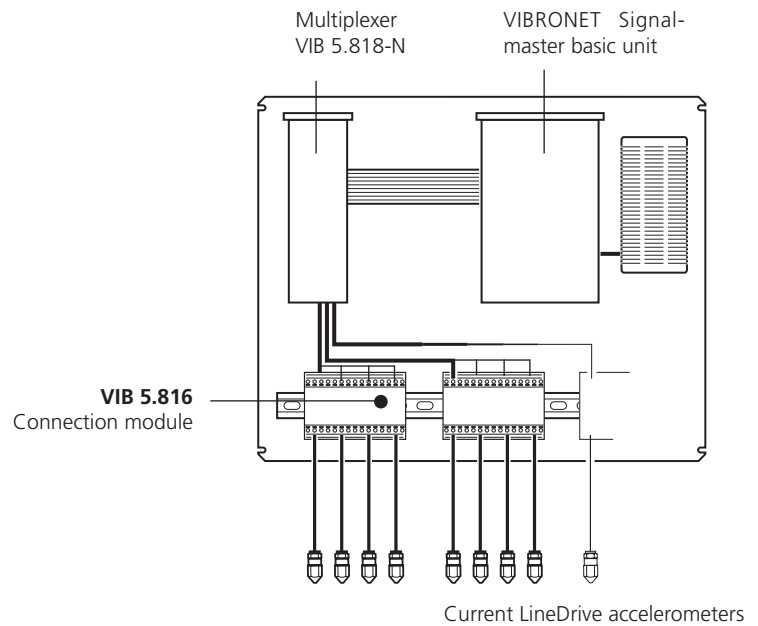 Multiplexer
VIB 5.818-N
VIBRONET Signal-
master basic unit
VIB 5.816
Connection module
Current LineDrive accelerometers